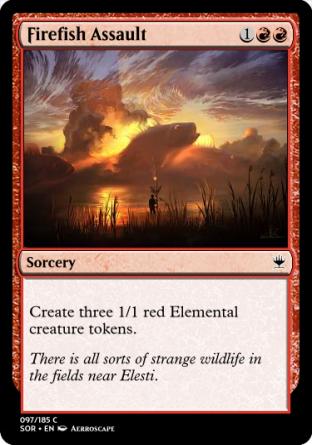 Firefish Assault 1
Sorcery
Create three 1/1 red Elemental
creature tokens.
There is all sorts of strange wildlife in
the fields near Elesti.
097/185 C
SOR • EN Aeroscape